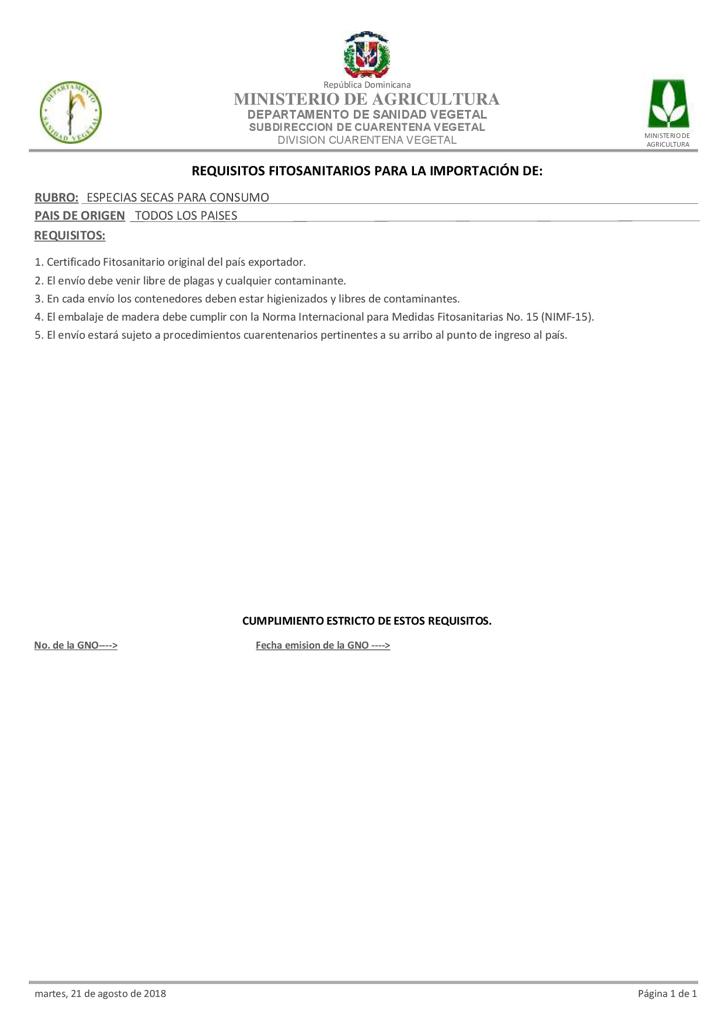 República Dominicana
MINISTERIO DE AGRICULTURA
DEPARTAMENTO DE SANIDAD VEGETAL
SUBDIRECCION DE CUARENTENA VEGETAL
DIVISION CUARENTENA VEGETAL
DEPARTAMENTO
SANIDAD VEGETAL
MINISTERIO DE
AGRICULTURA
REQUISITOS FITOSANITARIOS PARA LA IMPORTACIÓN DE:
RUBRO: ESPECIAS SECAS PARA CONSUMO
PAIS DE ORIGEN TODOS LOS PAISES
REQUISITOS:
1. Certificado Fitosanitario original del país exportador.
2. El envío debe venir libre de plagas y cualquier contaminante.
3. En cada envío los contenedores deben estar higienizados y libres de contaminantes.
4. El embalaje de madera debe cumplir con la Norma Internacional para Medidas Fitosanitarias No. 15 (NIMF-15).
5. El envío estará sujeto a procedimientos cuarentenarios pertinentes a su arribo al punto de ingreso al país.
CUMPLIMIENTO ESTRICTO DE ESTOS REQUISITOS.
No. de la GNO----> Fecha emision de la GNO ---->
martes, 21 de agosto de 2018 Página 1 de 1